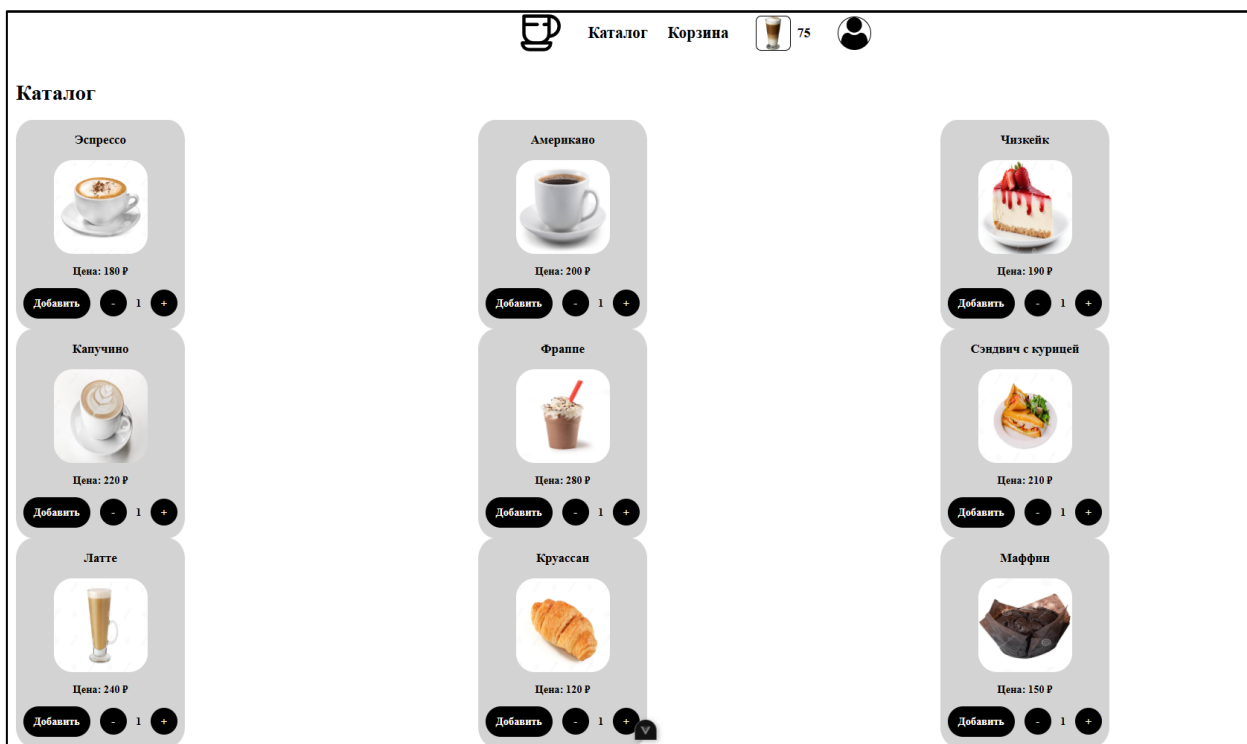 Каталог Корзина 75
Каталог
Эспрессо Американо Чизкейк
Цена: 180 ₽ Цена: 200 ₽ Цена: 190 ₽
Добавить - 1 + Добавить - 1 + Добавить - 1 +
Капучино Фраппе Сэндвич с курицей
Цена: 220 ₽ Цена: 280 ₽ Цена: 210 ₽
Добавить - 1 + Добавить - 1 + Добавить - 1 +
Латте Круассан Маффин
Цена: 240 ₽ Цена: 120 ₽ Цена: 150 ₽
Добавить - 1 + Добавить - 1 + Добавить - 1 +
V